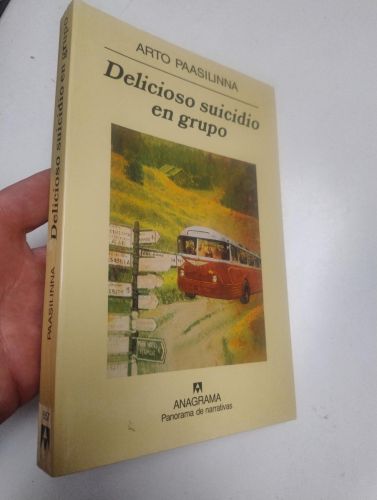 ARTO PAASILINNA
Delicioso suicidio
en grupo
ANAGRAMA
Panorama de narrativas
PAASILINNA
Delicioso suicidio en grupo